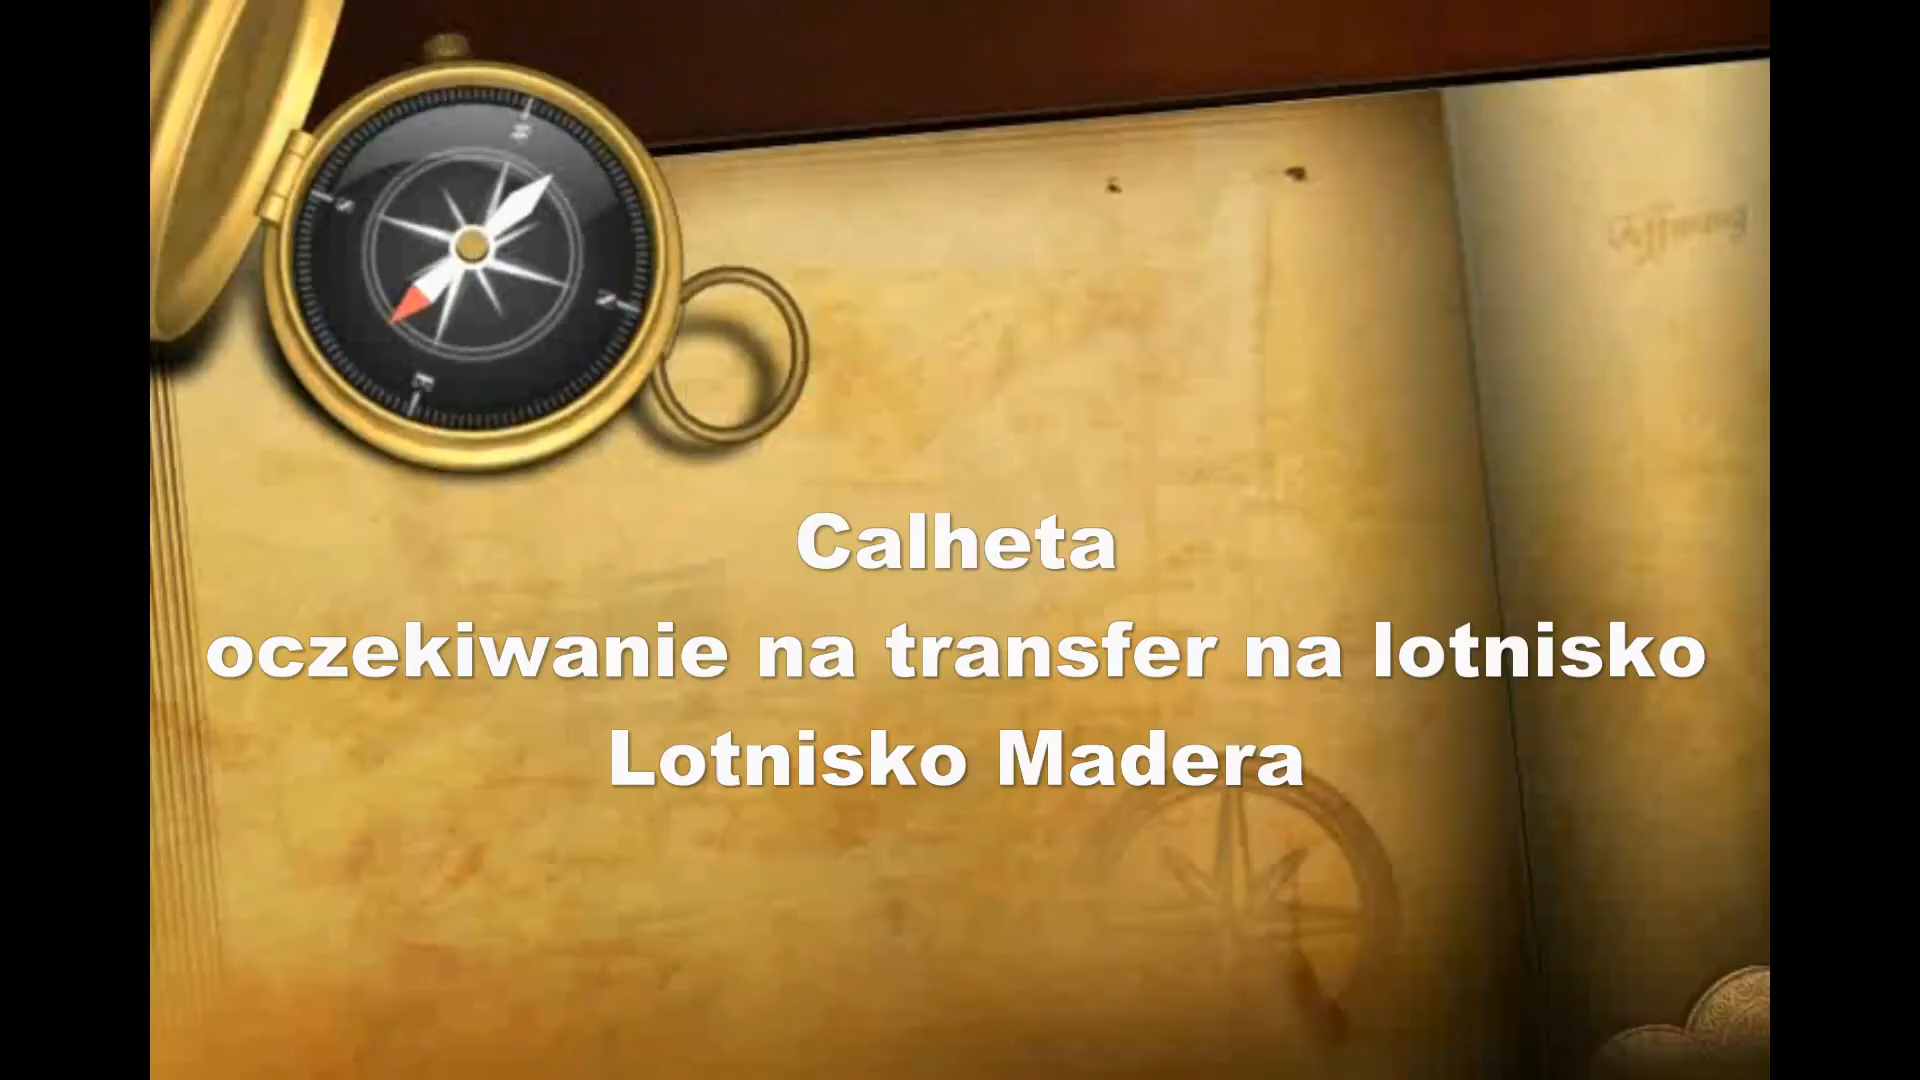 Calheta
oczekiwanie na transfer na lotnisko
Lotnisko Madera